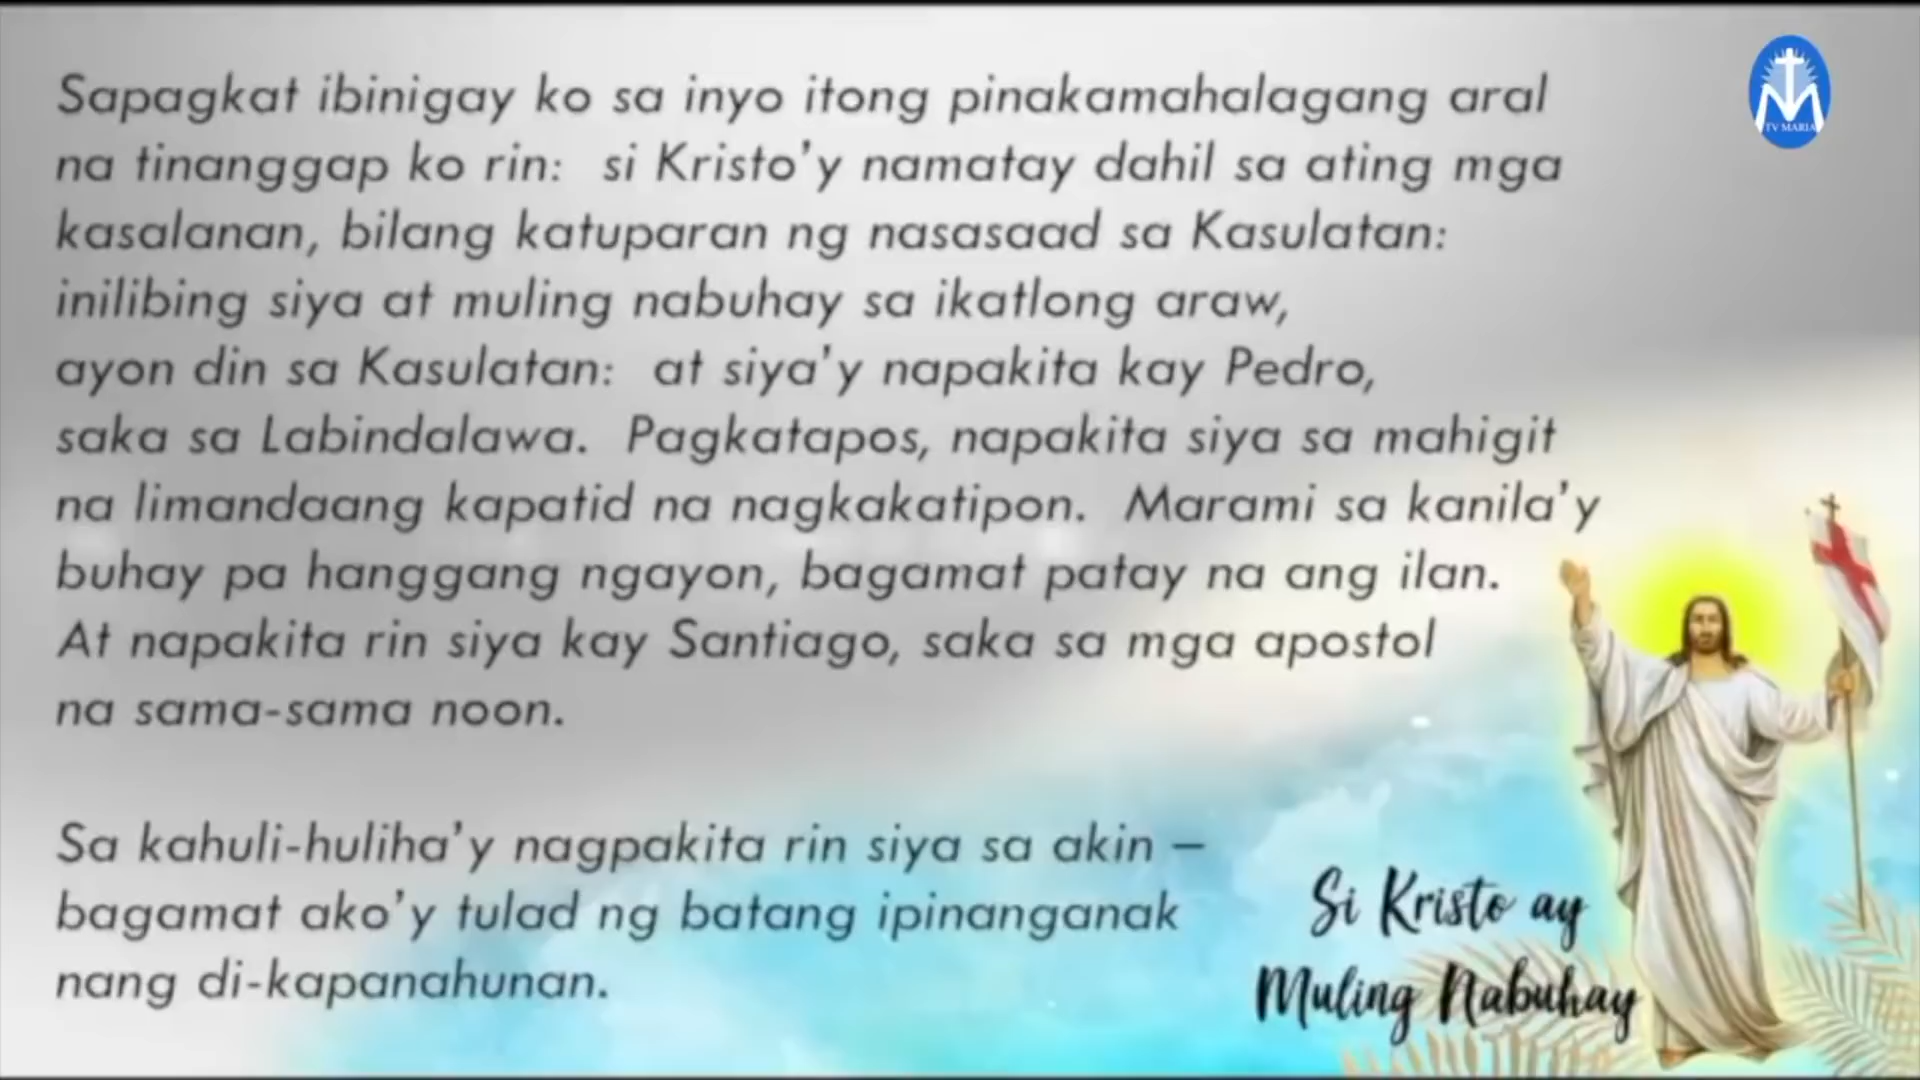 Sapagkat ibinigay ko sa inyo itong pinakamahalagang aral
na tinanggap ko rin: si Kristo'y namatay dahil sa ating mga
kasalanan, bilang katuparan ng nasasaad sa Kasulatan:
inilibing siya at muling nabuhay sa ikatlong araw,
ayon din sa Kasulatan: at siya'y napakita kay Pedro,
saka sa Labindalawa. Pagkatapos, napakita siya sa mahigit
na limandaang kapatid na nagkakatipon. Marami sa kanila'y
buhay pa hanggang ngayon, bagamat patay na ang ilan.
At napakita rin siya kay Santiago, saka sa mga apostol
na sama-sama noon.
Sa kahuli-huliha'y nagpakita rin siya sa akin –
bagamat ako'y tulad ng batang ipinanganak
nang di-kapanahunan.
Si Kristo ay
Muling Nabuhay
TV MARIA